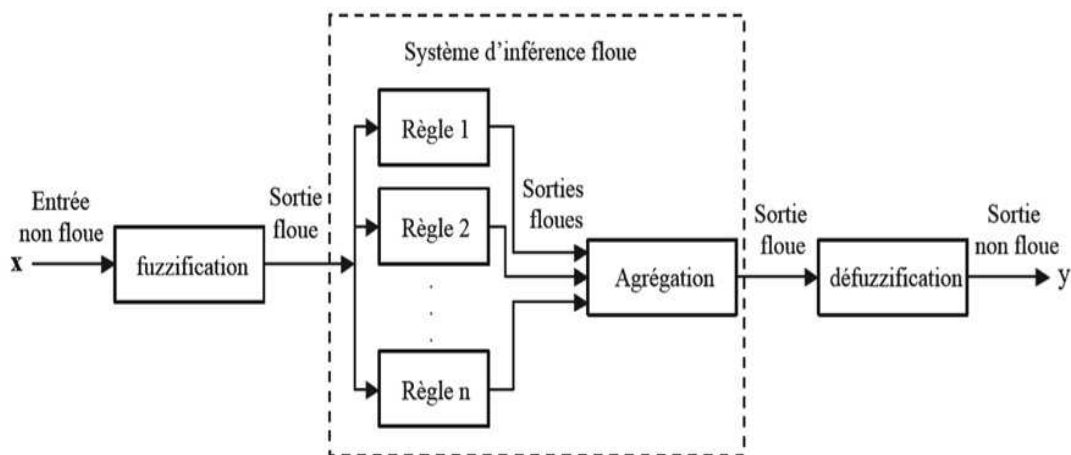 Système d'inférence floue
Entrée
non floue
x
fuzzification
Sortie
floue
Règle 1
Règle 2
.
.
.
Règle n
Sorties
floues
Agrégation
Sortie
floue
défuzzification
Sortie
non floue
y